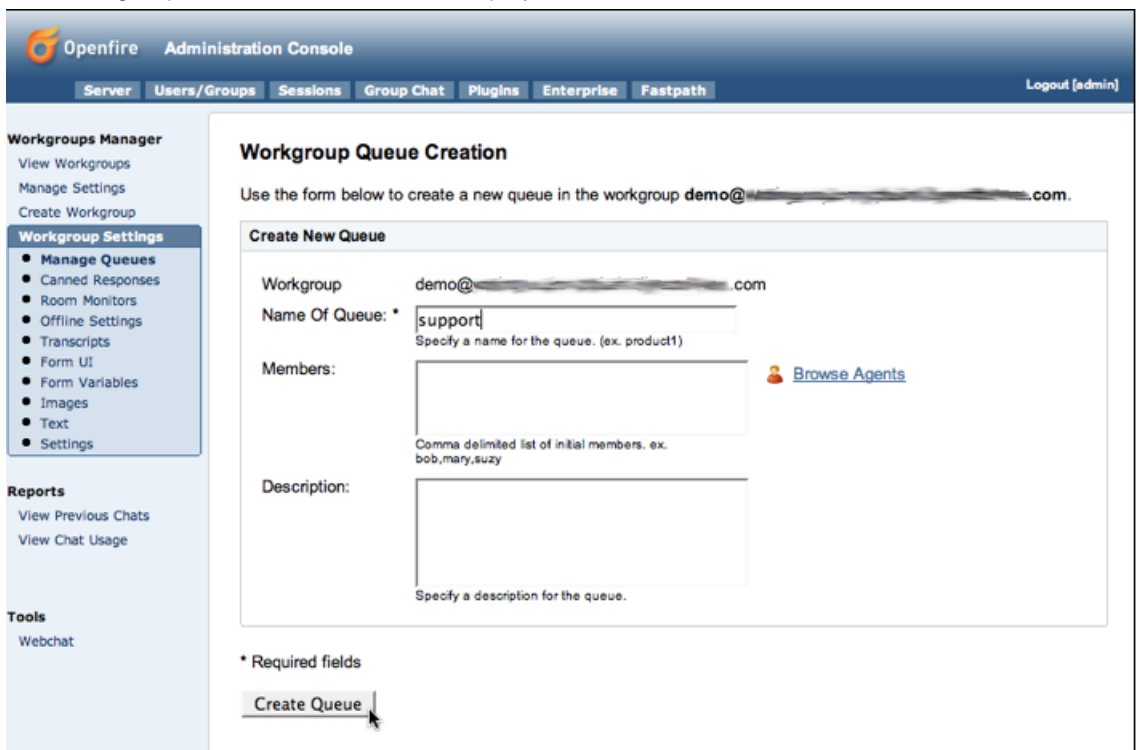 Openfire Administration Console
Server Users/Groups Sessions Group Chat Plugins Enterprise Fastpath
Logout [admin]
Workgroups Manager
View Workgroups
Manage Settings
Create Workgroup
Workgroup Settings
Manage Queues
Canned Responses
Room Monitors
Offline Settings
Transcripts
Form UI
Form Variables
Images
Text
Settings
Reports
View Previous Chats
View Chat Usage
Tools
Webchat
Workgroup Queue Creation
Use the form below to create a new queue in the workgroup demo@ .com.
Create New Queue
Workgroup demo@ .com
Name Of Queue: * support
Specify a name for the queue. (ex. product1)
Members:
Browse Agents
Comma delimited list of initial members. ex.
bob,mary,suzy
Description:
Specify a description for the queue.
* Required fields
Create Queue